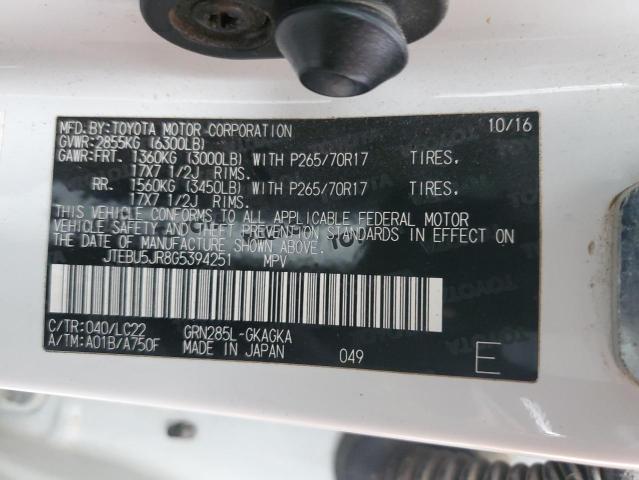 MFD.BY:TOYOTA MOTOR CORPORATION 10/16
GVWR:2855KG (6300LB)
GAWR:FRT. 1360KG (3000LB) WITH P265/70R17 TIRES,
17X7 1/2J RIMS.
RR. 1560KG (3450LB) WITH P265/70R17 TIRES,
17X7 1/2J RIMS.
THIS VEHICLE CONFORMS TO ALL APPLICABLE FEDERAL MOTOR
VEHICLE SAFETY AND THEFT PREVENTION STANDARDS IN EFFECT ON
THE DATE OF MANUFACTURE SHOWN ABOVE.
JTEBU5JR8G5394251 MPV
C/TR:040/LC22 GRN285L-GKAGKA
A/TM:A01B/A750F MADE IN JAPAN 049 E